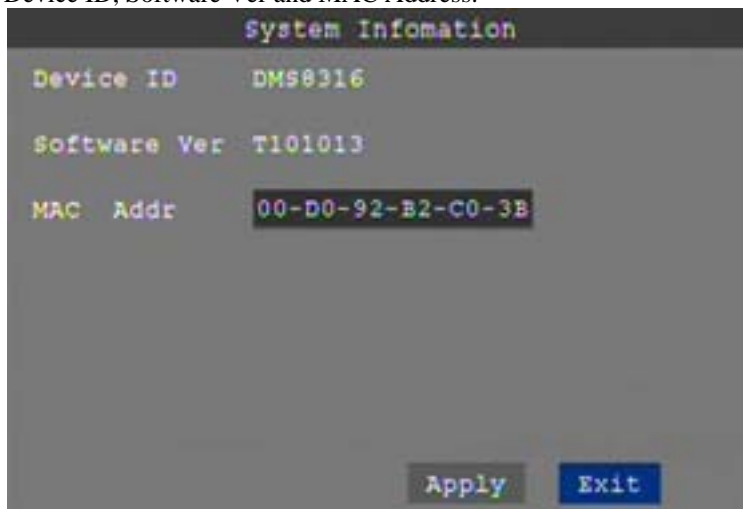 Device ID, Software Ver and MAC Address.
System Infomation
Device ID DMS8316
Software Ver T101013
MAC Addr 00-D0-92-B2-C0-3B
Apply Exit